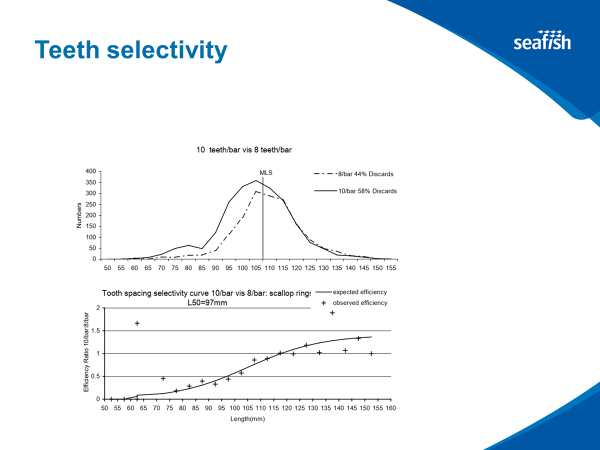 seafish
Teeth selectivity
10 teeth/bar vis 8 teeth/bar
MLS
8/bar 44% Discards
10/bar 58% Discards
Numbers
400
350
300
250
200
150
100
50
0
50 55 60 65 70 75 80 85 90 95 100 105 110 115 120 125 130 135 140 145 150 155
Tooth spacing selectivity curve 10/bar vis 8/bar: scallop rings
L50=97mm
expected efficiency
observed efficiency
Efficiency Ratio 10:bar:8/bar
2
1.5
1
0.5
0
50 55 60 65 70 75 80 85 90 95 100 105 110 115 120 125 130 135 140 145 150 155 160
Length(mm)